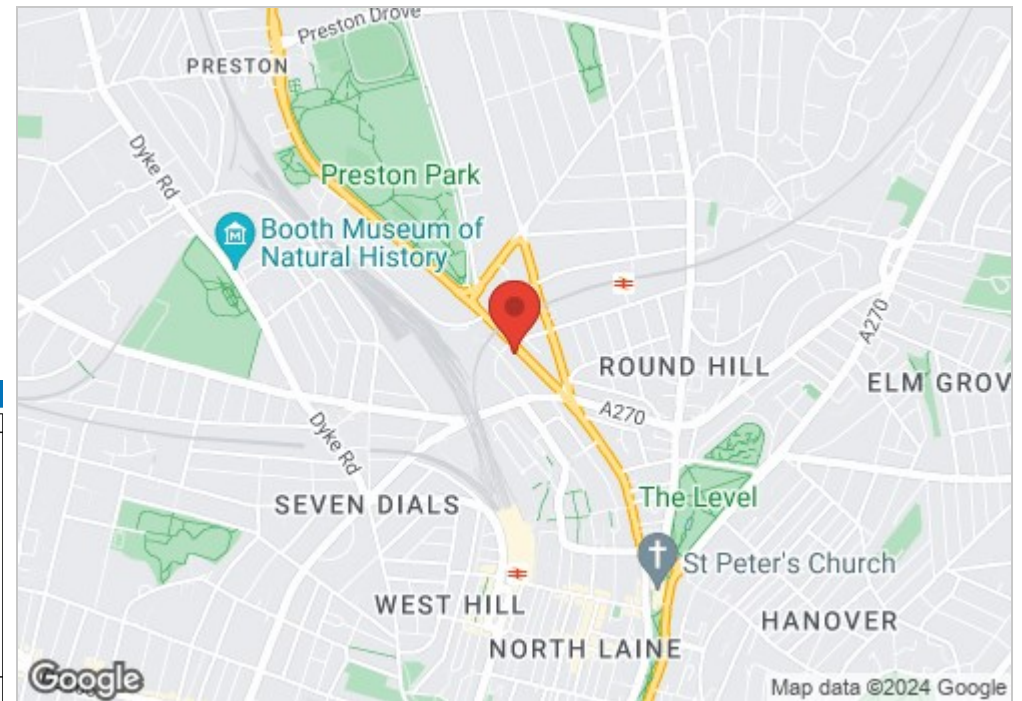 Preston Drove
PRESTON
Dyke Rd
Preston Park
Booth Museum of
Natural History
A270
ROUND HILL
ELM GROV
A270
Dyke Rd
SEVEN DIALS
The Level
St Peter's Church
WEST HILL
HANOVER
NORTH LAINE
Google
Map data ©2024 Google